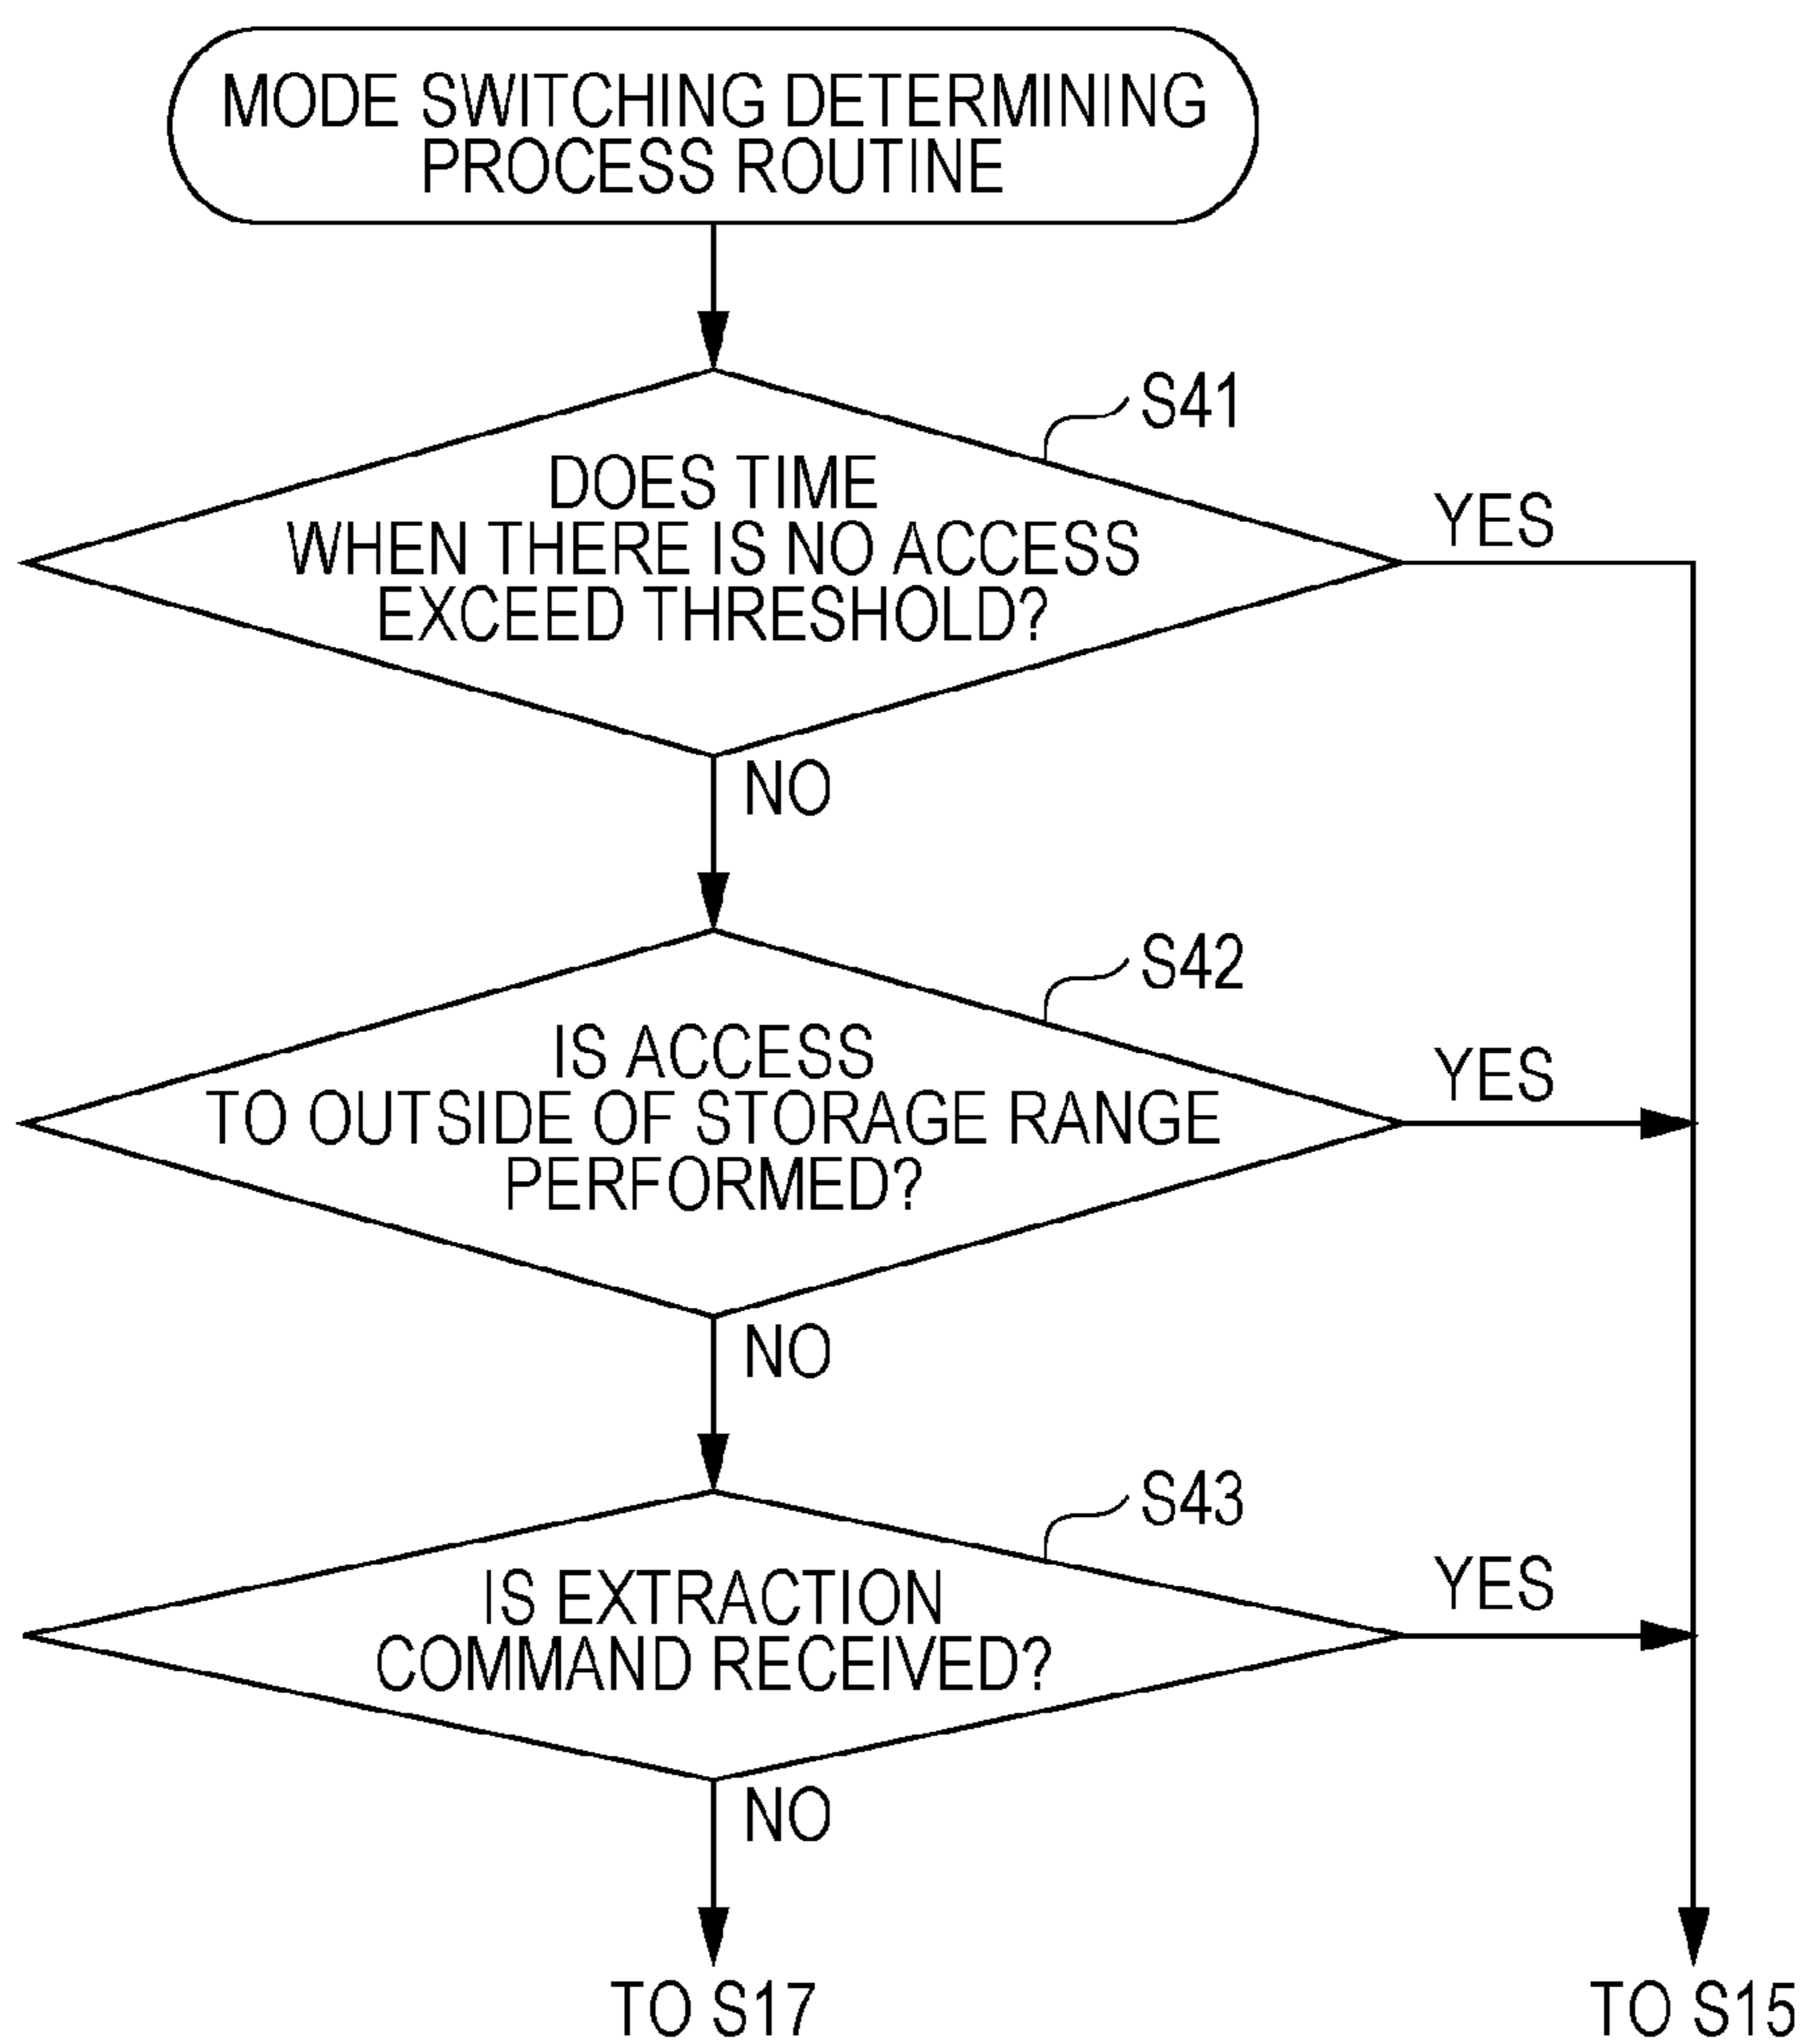 MODE SWITCHING DETERMINING
PROCESS ROUTINE
S41
DOES TIME
WHEN THERE IS NO ACCESS
EXCEED THRESHOLD?
YES
NO
S42
IS ACCESS
TO OUTSIDE OF STORAGE RANGE
PERFORMED?
YES
NO
S43
IS EXTRACTION
COMMAND RECEIVED?
YES
NO
TO S17
TO S15